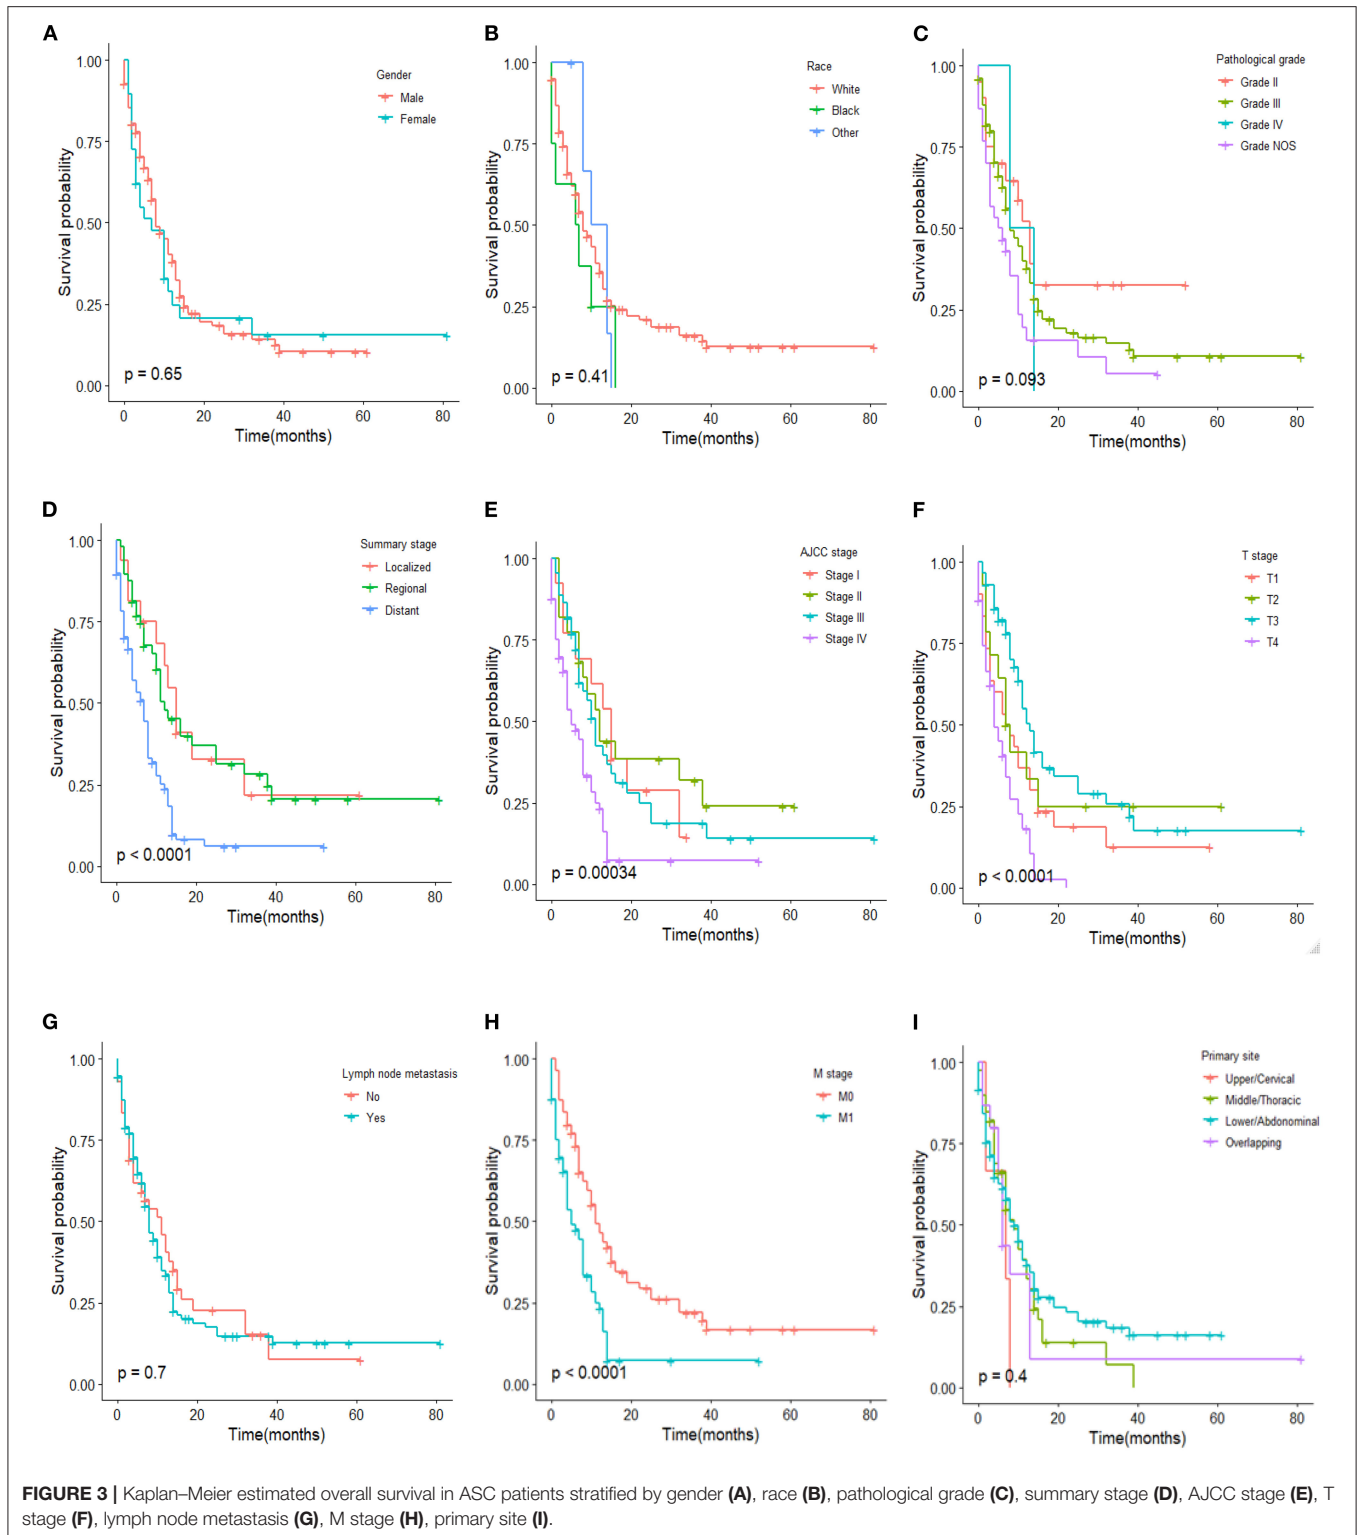 A
1.00
0.75
0.50
0.25
0.00
Survival probability
Gender
Male
Female
p = 0.65
0 20 40 60 80
Time(months)
B
1.00
0.75
0.50
0.25
0.00
Survival probability
Race
White
Black
Other
p = 0.41
0 20 40 60 80
Time(months)
C
1.00
0.75
0.50
0.25
0.00
Survival probability
Pathological grade
Grade II
Grade III
Grade IV
Grade NOS
p = 0.093
0 20 40 60 80
Time(months)
D
1.00
0.75
0.50
0.25
0.00
Survival probability
Summary stage
Localized
Regional
Distant
p < 0.0001
0 20 40 60 80
Time(months)
E
1.00
0.75
0.50
0.25
0.00
Survival probability
AJCC stage
Stage I
Stage II
Stage III
Stage IV
p = 0.00034
0 20 40 60 80
Time(months)
F
1.00
0.75
0.50
0.25
0.00
Survival probability
T stage
T1
T2
T3
T4
p < 0.0001
0 20 40 60 80
Time(months)
G
1.00
0.75
0.50
0.25
0.00
Survival probability
Lymph node metastasis
No
Yes
p = 0.7
0 20 40 60 80
Time(months)
H
1.00
0.75
0.50
0.25
0.00
Survival probability
M stage
M0
M1
p < 0.0001
0 20 40 60 80
Time(months)
I
1.00
0.75
0.50
0.25
0.00
Survival probability
Primary site
Upper/Cervical
Middle/Thoracic
Lower/Abdonominal
Overlapping
p = 0.4
0 20 40 60 80
Time(months)
FIGURE 3 | Kaplan–Meier estimated overall survival in ASC patients stratified by gender (A), race (B), pathological grade (C), summary stage (D), AJCC stage (E), T
stage (F), lymph node metastasis (G), M stage (H), primary site (I).